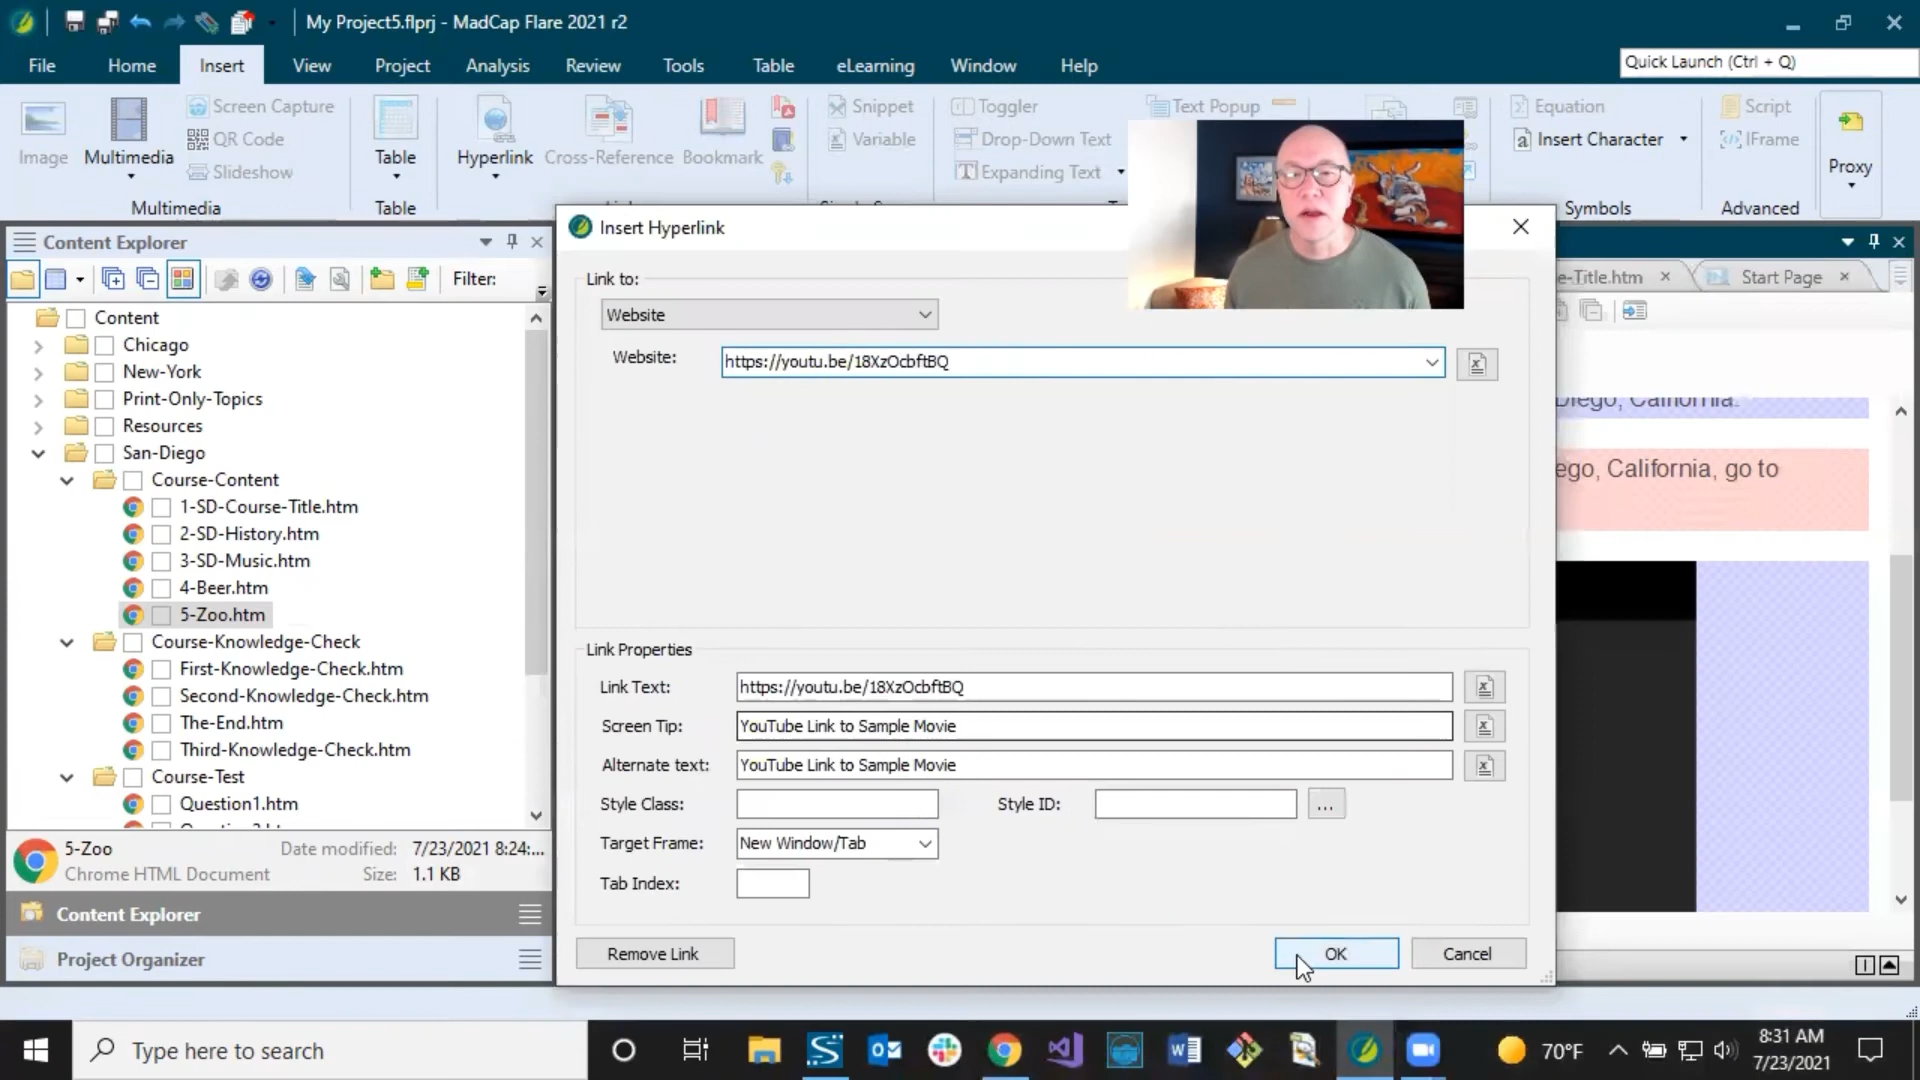 My Project5.flprj - MadCap Flare 2021 r2
File Home Insert View Project Analysis Review Tools Table eLearning Window Help
Quick Launch (Ctrl + Q)
Image
Multimedia
Screen Capture
QR Code
Slideshow
Multimedia
Table
Table
Hyperlink
Cross-Reference
Bookmark
Snippet
Variable
Toggler
Drop-Down Text
Expanding Text
Text Popup
Equation
Insert Character
Symbols
Script
IFrame
Advanced
Proxy
Content Explorer
Filter:
Content
Chicago
New-York
Print-Only-Topics
Resources
San-Diego
Course-Content
1-SD-Course-Title.htm
2-SD-History.htm
3-SD-Music.htm
4-Beer.htm
5-Zoo.htm
Course-Knowledge-Check
First-Knowledge-Check.htm
Second-Knowledge-Check.htm
The-End.htm
Third-Knowledge-Check.htm
Course-Test
Question1.htm
5-Zoo Date modified: 7/23/2021 8:24:...
Chrome HTML Document Size: 1.1 KB
Content Explorer
Project Organizer
Insert Hyperlink
Link to:
Website
Website: https://youtu.be/18XzOcbftBQ
Link Properties
Link Text: https://youtu.be/18XzOcbftBQ
Screen Tip: YouTube Link to Sample Movie
Alternate text: YouTube Link to Sample Movie
Style Class: Style ID: ...
Target Frame: New Window/Tab
Tab Index:
Remove Link OK Cancel
e-Title.htm Start Page
Diego, California.
ego, California, go to
Type here to search
70°F
8:31 AM
7/23/2021